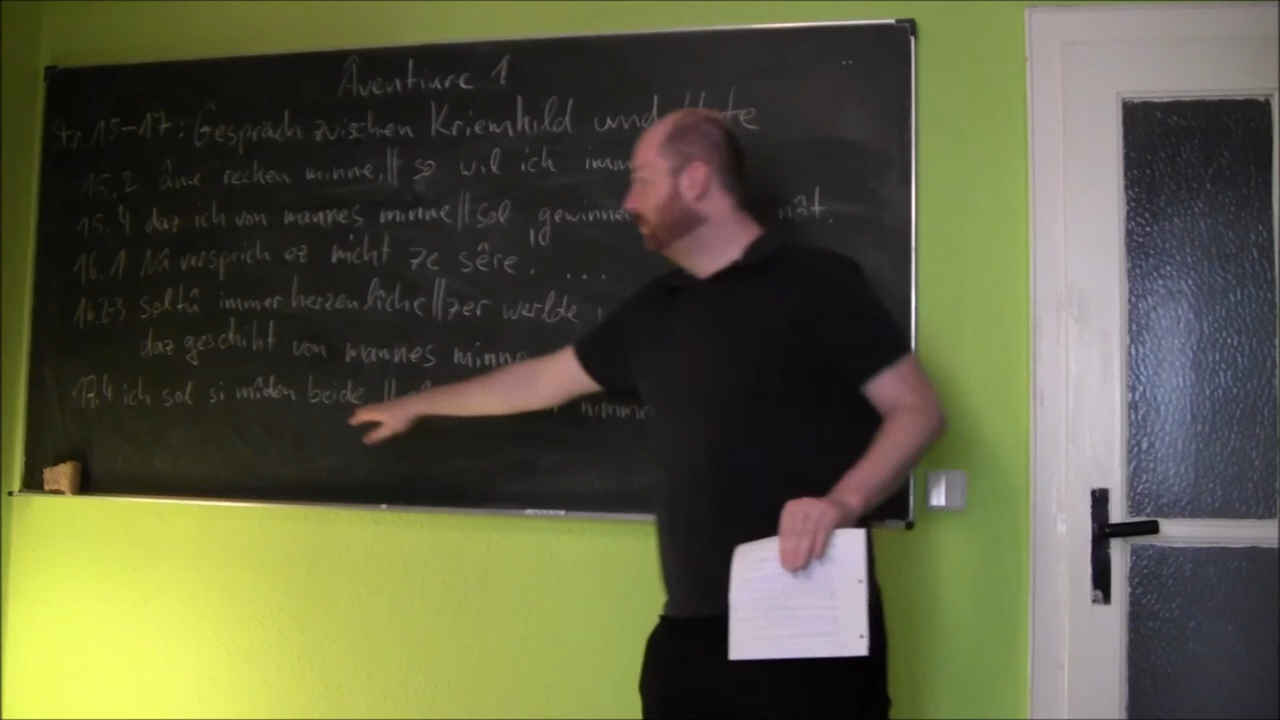 Âventiure 1
Str. 15-17: Gespräch zwischen Kriemhild und
15.2 âne recken minne, || so wil ich
15.4 daz ich von mannes minne || sol gewinnen nôt.
16.1 Nû versprich ez nicht ze sêre. ...
16.2-3 soltû immer herzenlîche || zer werlde
daz geschiht von mannes
17.4 ich sol si mîden beide ||